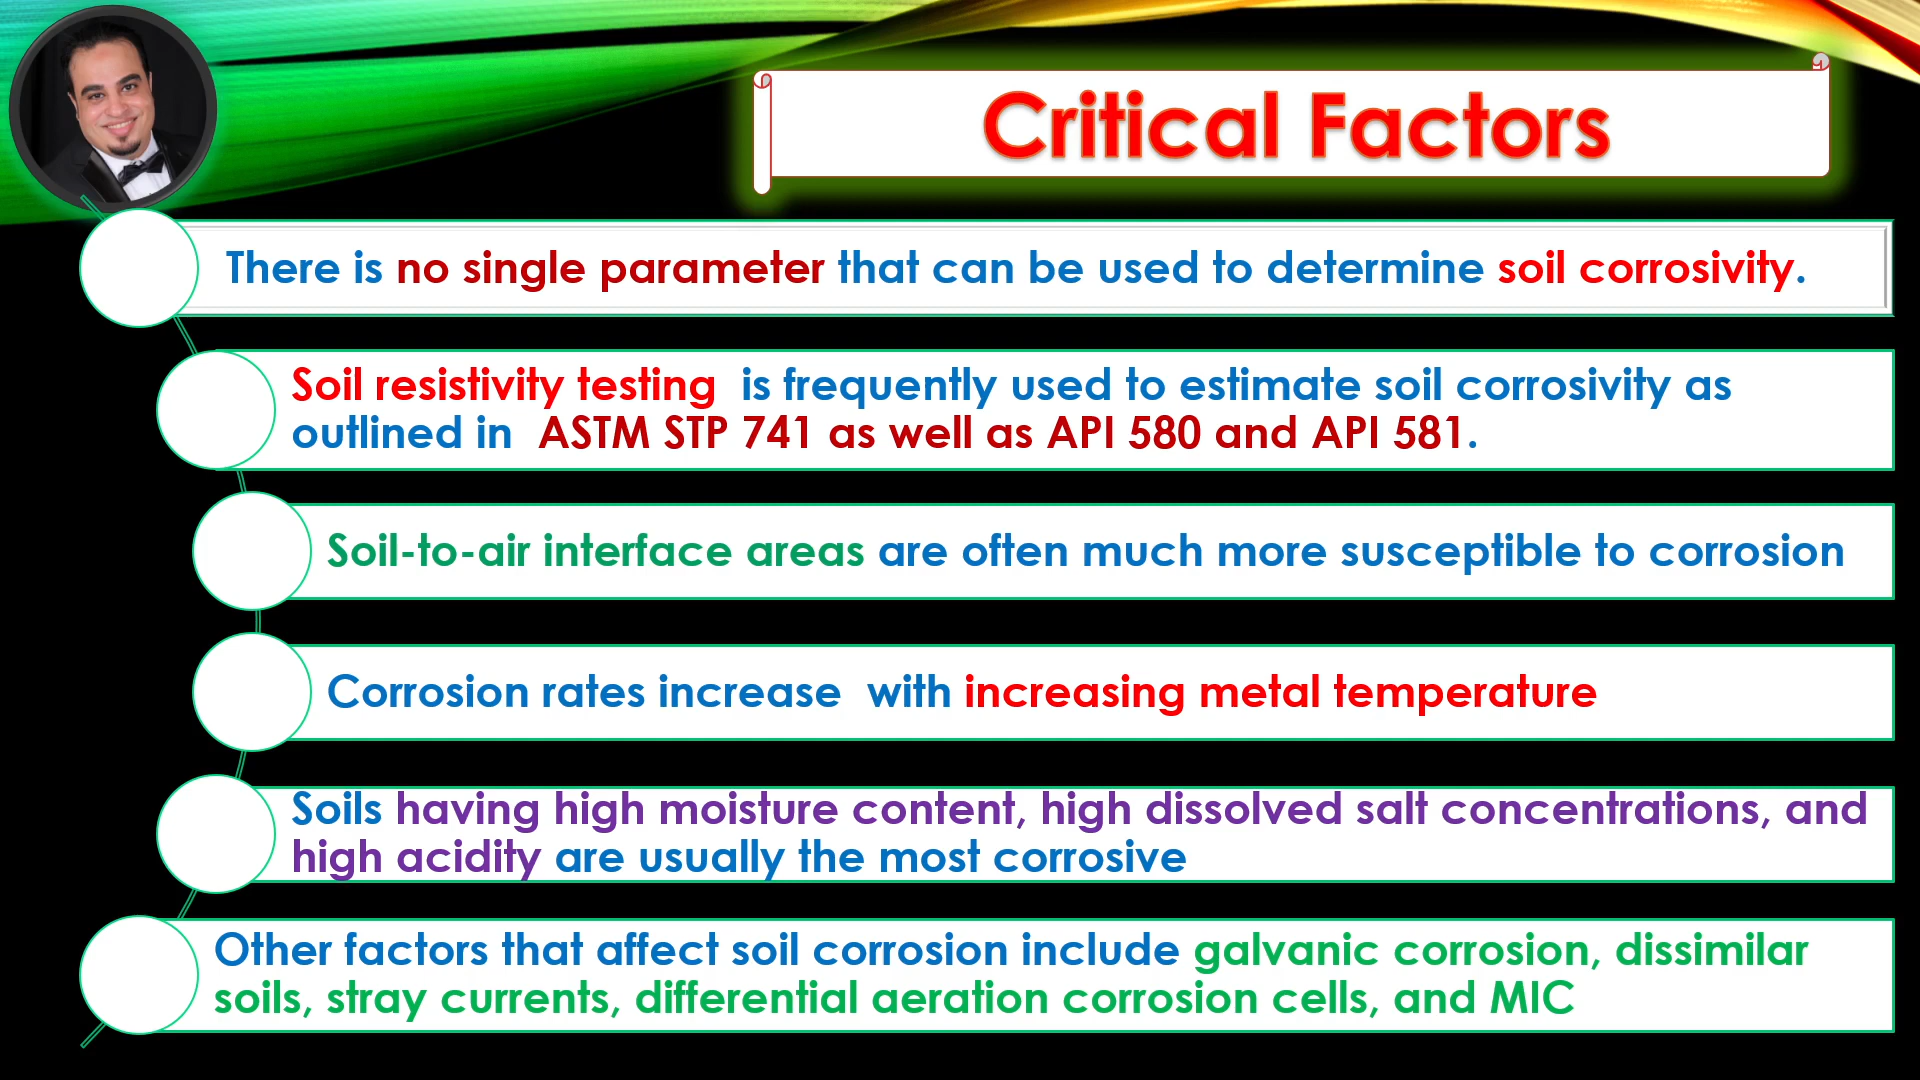 Critical Factors
There is no single parameter that can be used to determine soil corrosivity.
Soil resistivity testing  is frequently used to estimate soil corrosivity as
outlined in  ASTM STP 741 as well as API 580 and API 581.
Soil-to-air interface areas are often much more susceptible to corrosion
Corrosion rates increase  with increasing metal temperature
Soils having high moisture content, high dissolved salt concentrations, and
high acidity are usually the most corrosive
Other factors that affect soil corrosion include galvanic corrosion, dissimilar
soils, stray currents, differential aeration corrosion cells, and MIC